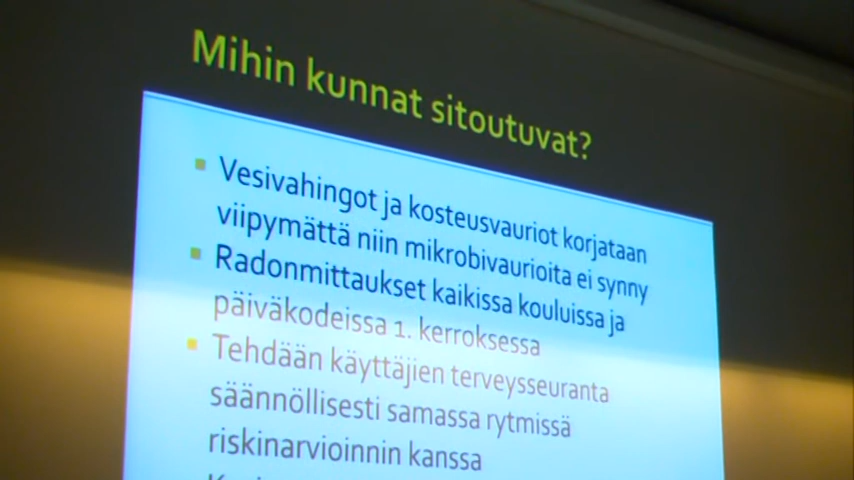 Mihin kunnat sitoutuvat?
Vesivahingot ja kosteusvauriot korjataan
viipymättä niin mikrobivaurioita ei synny
Radonmittaukset kaikissa kouluissa ja
päiväkodeissa 1. kerroksessa
Tehdään käyttäjien terveysseuranta
säännöllisesti samassa rytmissä
riskinarvioinnin kanssa